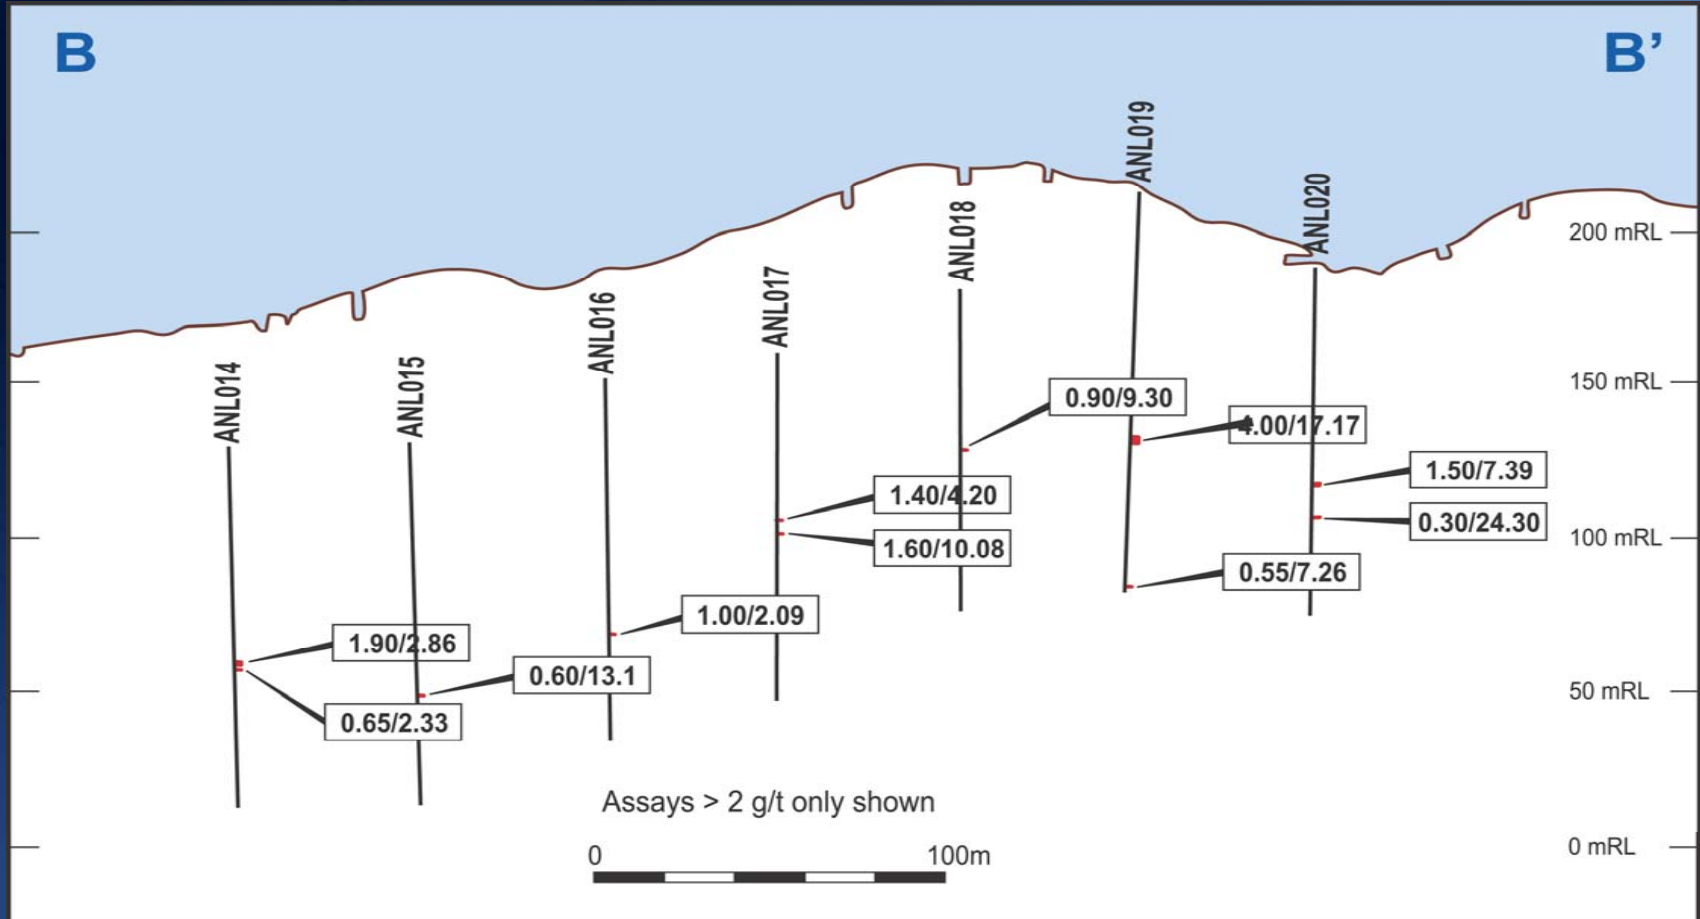 B
B’
ANL019
ANL020
ANL018
200 mRL
ANL017
ANL016
ANL015
ANL014
150 mRL
0.90/9.30
4.00/17.17
1.50/7.39
1.40/4.20
0.30/24.30
100 mRL
1.60/10.08
0.55/7.26
1.00/2.09
1.90/2.86
0.60/13.1
50 mRL
0.65/2.33
Assays > 2 g/t only shown
0 mRL
0
100m